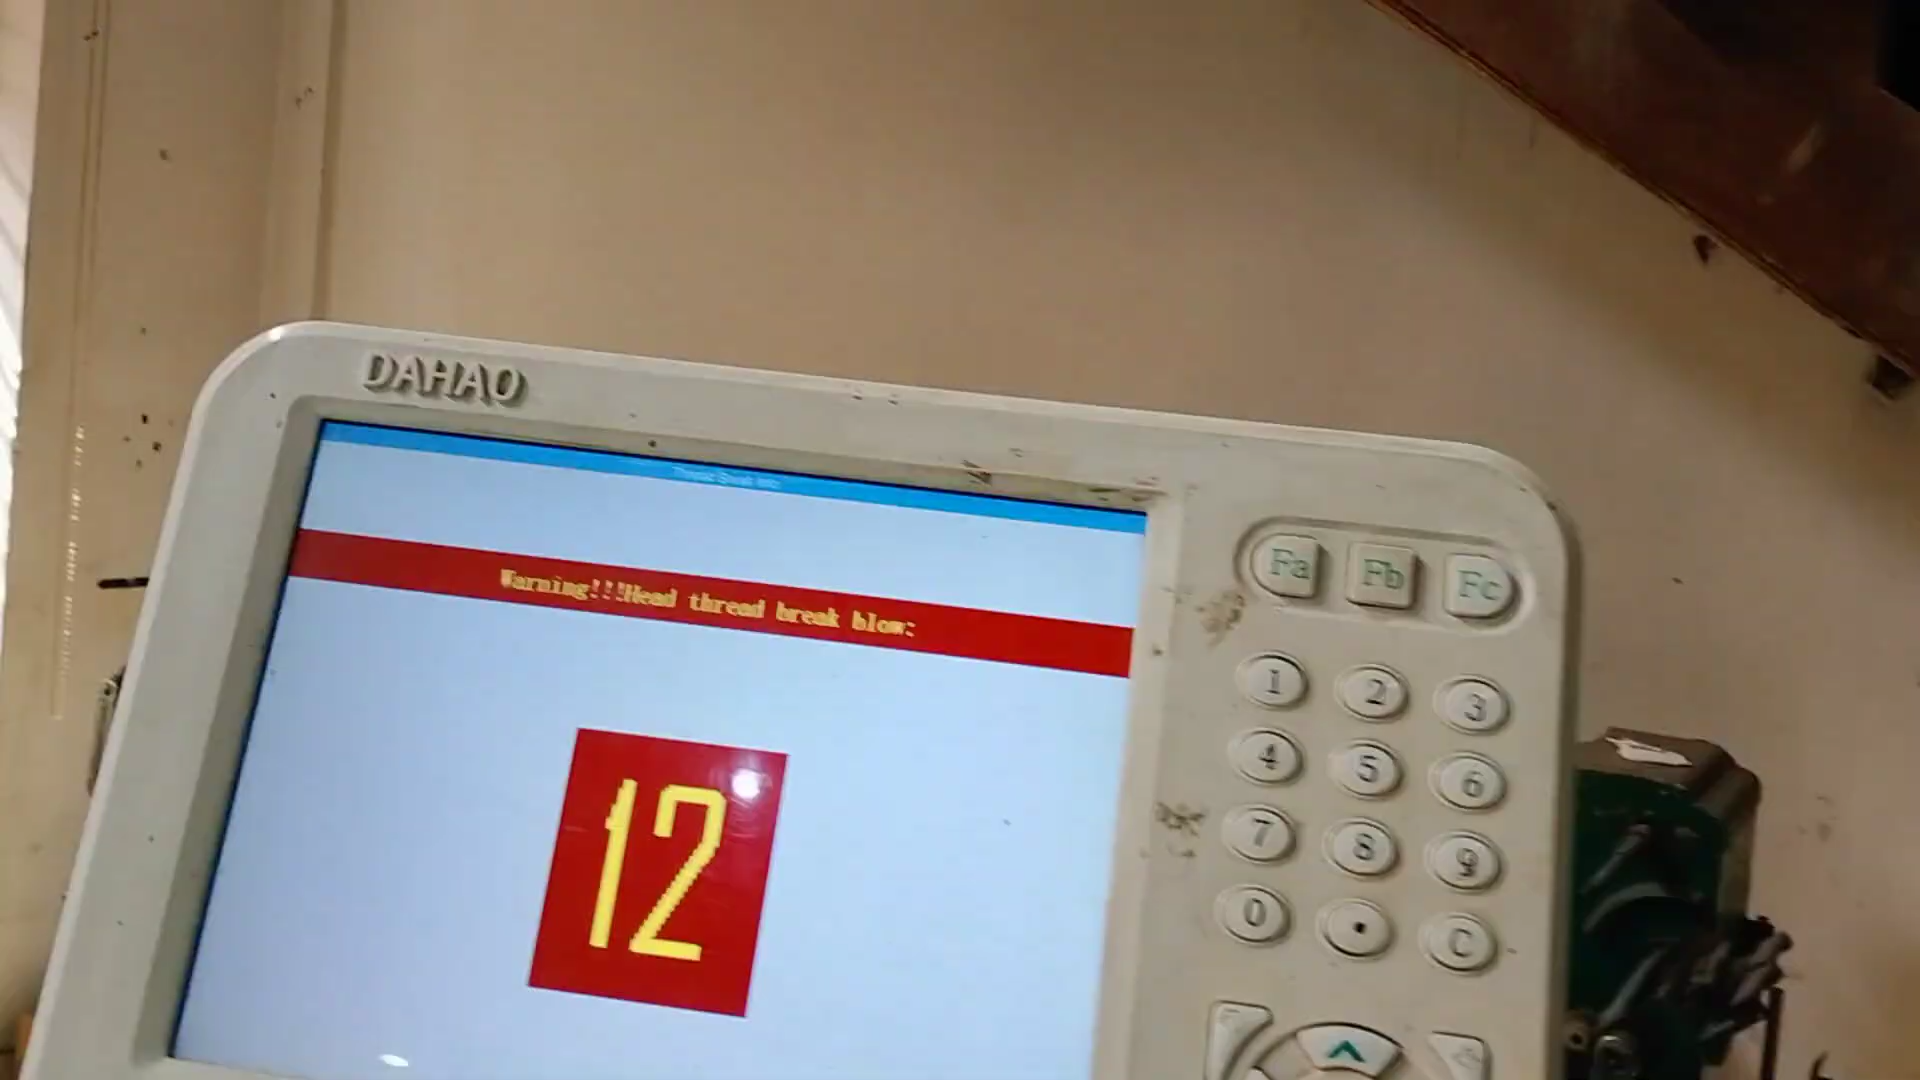 DAHAO
Warning!!!Head thread break blow:
12
Fa Fb Fc
1 2 3
4 5 6
7 8 9
0 . C